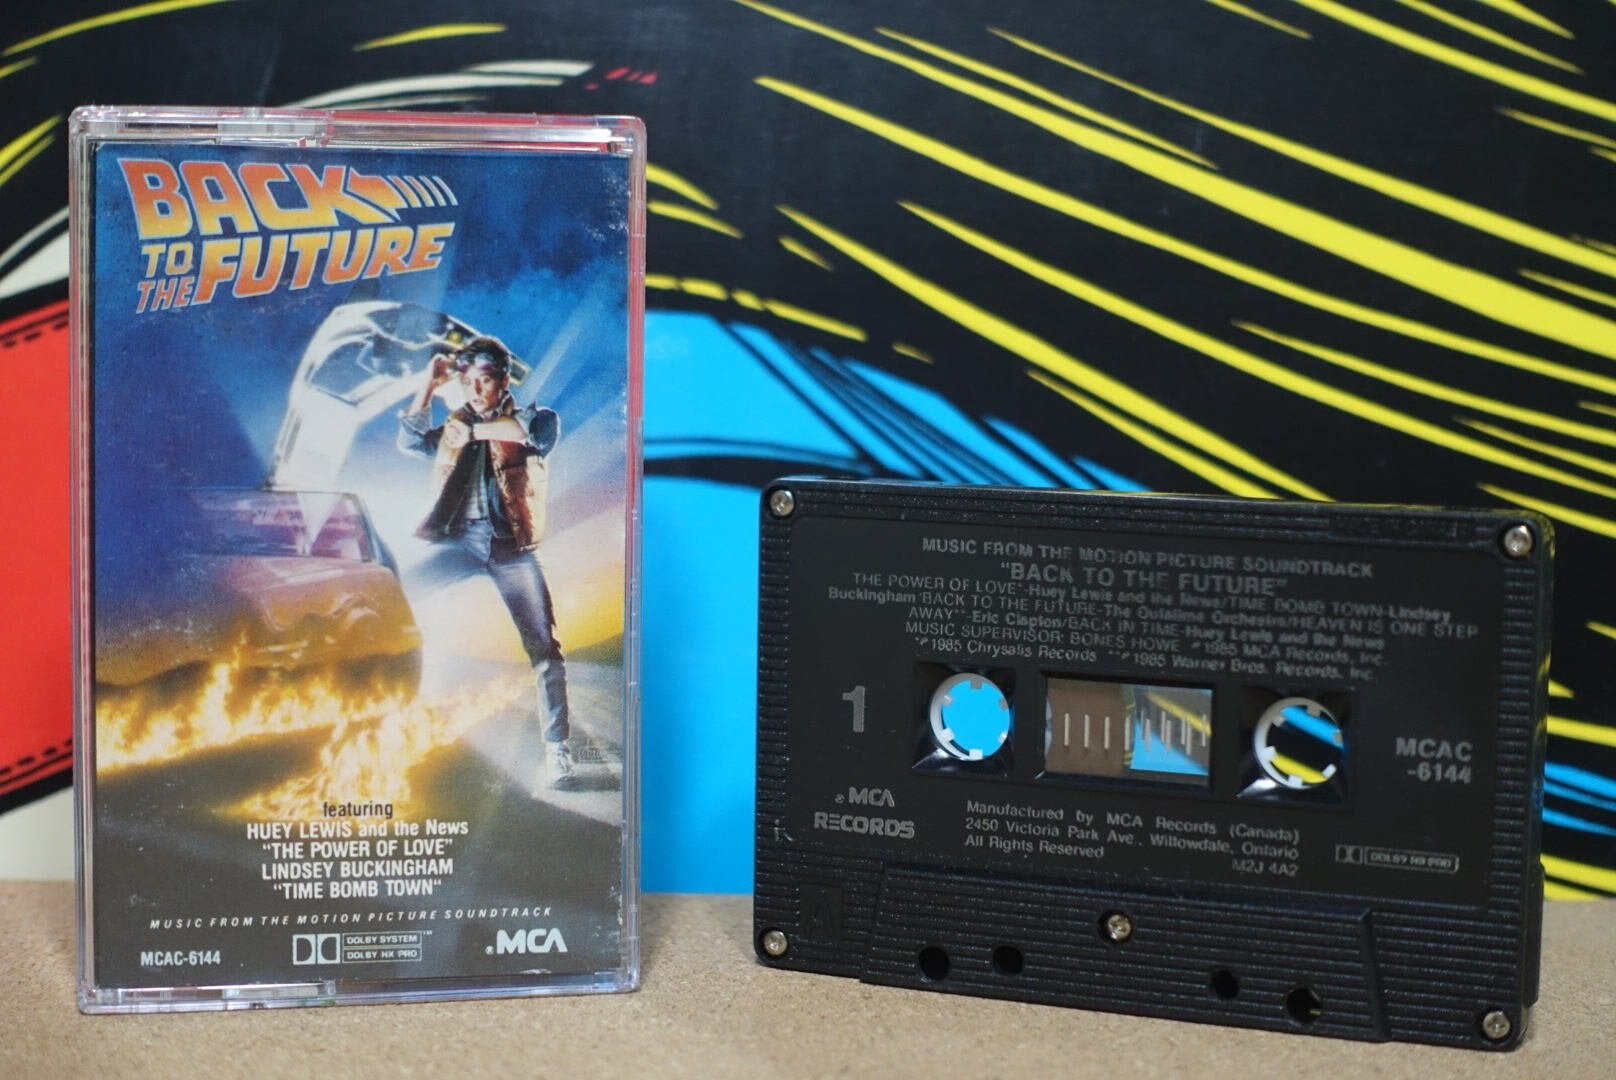 BACK
TO THE FUTURE
featuring
HUEY LEWIS and the News
"THE POWER OF LOVE"
LINDSEY BUCKINGHAM
"TIME BOMB TOWN"
MUSIC FROM THE MOTION PICTURE SOUNDTRACK
MCAC-6144
DOLBY SYSTEM™
DOLBY HX PRO
MCA
MUSIC FROM THE MOTION PICTURE SOUNDTRACK
"BACK TO THE FUTURE"
THE POWER OF LOVE*-Huey Lewis and the News/TIME BOMB TOWN-Lindsey
Buckingham/BACK TO THE FUTURE-The Outatime Orchestra/HEAVEN IS ONE STEP
AWAY**-Eric Clapton/BACK IN TIME-Huey Lewis and the News
MUSIC SUPERVISOR: BONES HOWE ℗1985 MCA Records, Inc.
*℗1985 Chrysalis Records **℗1985 Warner Bros. Records, Inc.
1
MCAC
-6144
MCA
RECORDS
Manufactured by MCA Records (Canada)
2450 Victoria Park Ave., Willowdale, Ontario
All Rights Reserved
M2J 4A2
DOLBY HX PRO
A